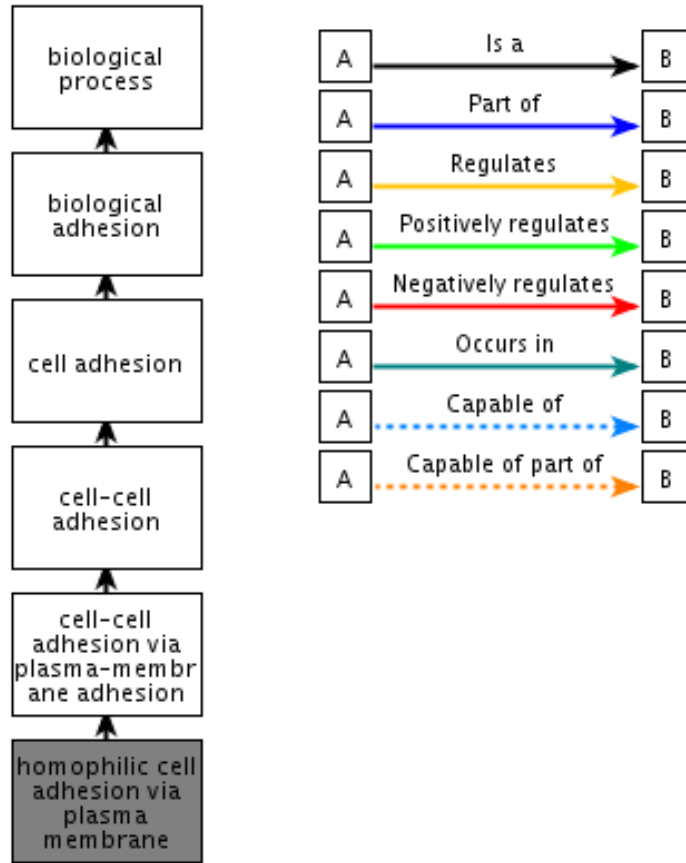 biological
process
biological
adhesion
cell adhesion
cell-cell
adhesion
cell-cell
adhesion via
plasma-membr
ane adhesion
homophilic cell
adhesion via
plasma
membrane
Is a
A B
Part of
A B
Regulates
A B
Positively regulates
A B
Negatively regulates
A B
Occurs in
A B
Capable of
A B
Capable of part of
A B